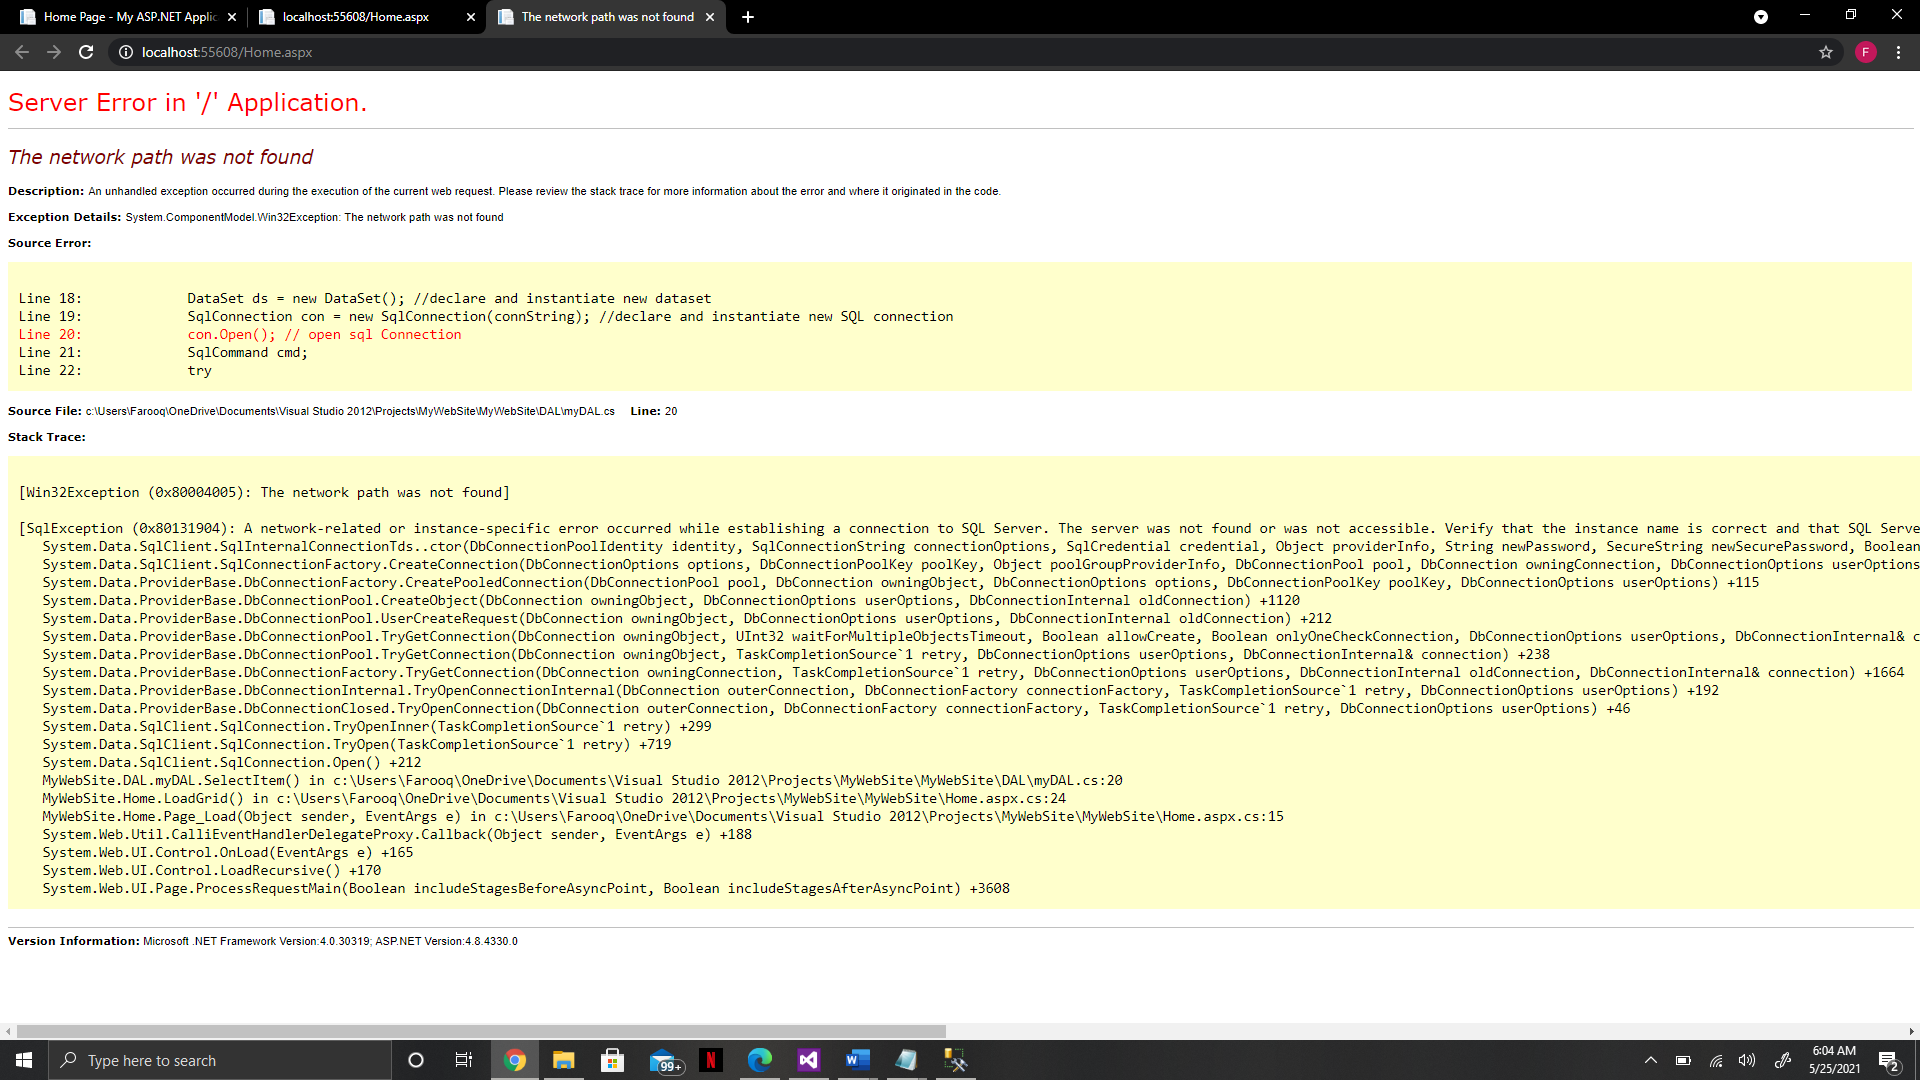 Home Page - My ASP.NET Applic
localhost:55608/Home.aspx
The network path was not found
localhost:55608/Home.aspx
F
Server Error in '/' Application.
The network path was not found
Description: An unhandled exception occurred during the execution of the current web request. Please review the stack trace for more information about the error and where it originated in the code.
Exception Details: System.ComponentModel.Win32Exception: The network path was not found
Source Error:
Line 18:             DataSet ds = new DataSet(); //declare and instantiate new dataset
Line 19:             SqlConnection con = new SqlConnection(connString); //declare and instantiate new SQL connection
Line 20:             con.Open(); // open sql Connection
Line 21:             SqlCommand cmd;
Line 22:             try
Source File: c:\Users\Farooq\OneDrive\Documents\Visual Studio 2012\Projects\MyWebSite\MyWebSite\DAL\myDAL.cs    Line: 20
Stack Trace:
[Win32Exception (0x80004005): The network path was not found]
[SqlException (0x80131904): A network-related or instance-specific error occurred while establishing a connection to SQL Server. The server was not found or was not accessible. Verify that the instance name is correct and that SQL Serve
System.Data.SqlClient.SqlInternalConnectionTds..ctor(DbConnectionPoolIdentity identity, SqlConnectionString connectionOptions, SqlCredential credential, Object providerInfo, String newPassword, SecureString newSecurePassword, Boolean
System.Data.SqlClient.SqlConnectionFactory.CreateConnection(DbConnectionOptions options, DbConnectionPoolKey poolKey, Object poolGroupProviderInfo, DbConnectionPool pool, DbConnection owningConnection, DbConnectionOptions userOptions
System.Data.ProviderBase.DbConnectionFactory.CreatePooledConnection(DbConnectionPool pool, DbConnection owningObject, DbConnectionOptions options, DbConnectionPoolKey poolKey, DbConnectionOptions userOptions) +115
System.Data.ProviderBase.DbConnectionPool.CreateObject(DbConnection owningObject, DbConnectionOptions userOptions, DbConnectionInternal oldConnection) +1120
System.Data.ProviderBase.DbConnectionPool.UserCreateRequest(DbConnection owningObject, DbConnectionOptions userOptions, DbConnectionInternal oldConnection) +212
System.Data.ProviderBase.DbConnectionPool.TryGetConnection(DbConnection owningObject, UInt32 waitForMultipleObjectsTimeout, Boolean allowCreate, Boolean onlyOneCheckConnection, DbConnectionOptions userOptions, DbConnectionInternal& c
System.Data.ProviderBase.DbConnectionPool.TryGetConnection(DbConnection owningObject, TaskCompletionSource`1 retry, DbConnectionOptions userOptions, DbConnectionInternal& connection) +238
System.Data.ProviderBase.DbConnectionFactory.TryGetConnection(DbConnection owningConnection, TaskCompletionSource`1 retry, DbConnectionOptions userOptions, DbConnectionInternal oldConnection, DbConnectionInternal& connection) +1664
System.Data.ProviderBase.DbConnectionInternal.TryOpenConnectionInternal(DbConnection outerConnection, DbConnectionFactory connectionFactory, TaskCompletionSource`1 retry, DbConnectionOptions userOptions) +192
System.Data.ProviderBase.DbConnectionClosed.TryOpenConnection(DbConnection outerConnection, DbConnectionFactory connectionFactory, TaskCompletionSource`1 retry, DbConnectionOptions userOptions) +46
System.Data.SqlClient.SqlConnection.TryOpenInner(TaskCompletionSource`1 retry) +299
System.Data.SqlClient.SqlConnection.TryOpen(TaskCompletionSource`1 retry) +719
System.Data.SqlClient.SqlConnection.Open() +212
MyWebSite.DAL.myDAL.SelectItem() in c:\Users\Farooq\OneDrive\Documents\Visual Studio 2012\Projects\MyWebSite\MyWebSite\DAL\myDAL.cs:20
MyWebSite.Home.LoadGrid() in c:\Users\Farooq\OneDrive\Documents\Visual Studio 2012\Projects\MyWebSite\MyWebSite\Home.aspx.cs:24
MyWebSite.Home.Page_Load(Object sender, EventArgs e) in c:\Users\Farooq\OneDrive\Documents\Visual Studio 2012\Projects\MyWebSite\MyWebSite\Home.aspx.cs:15
System.Web.Util.CalliEventHandlerDelegateProxy.Callback(Object sender, EventArgs e) +188
System.Web.UI.Control.OnLoad(EventArgs e) +165
System.Web.UI.Control.LoadRecursive() +170
System.Web.UI.Page.ProcessRequestMain(Boolean includeStagesBeforeAsyncPoint, Boolean includeStagesAfterAsyncPoint) +3608
Version Information: Microsoft .NET Framework Version:4.0.30319; ASP.NET Version:4.8.4330.0
Type here to search
99+
N
W
6:04 AM
5/25/2021
2